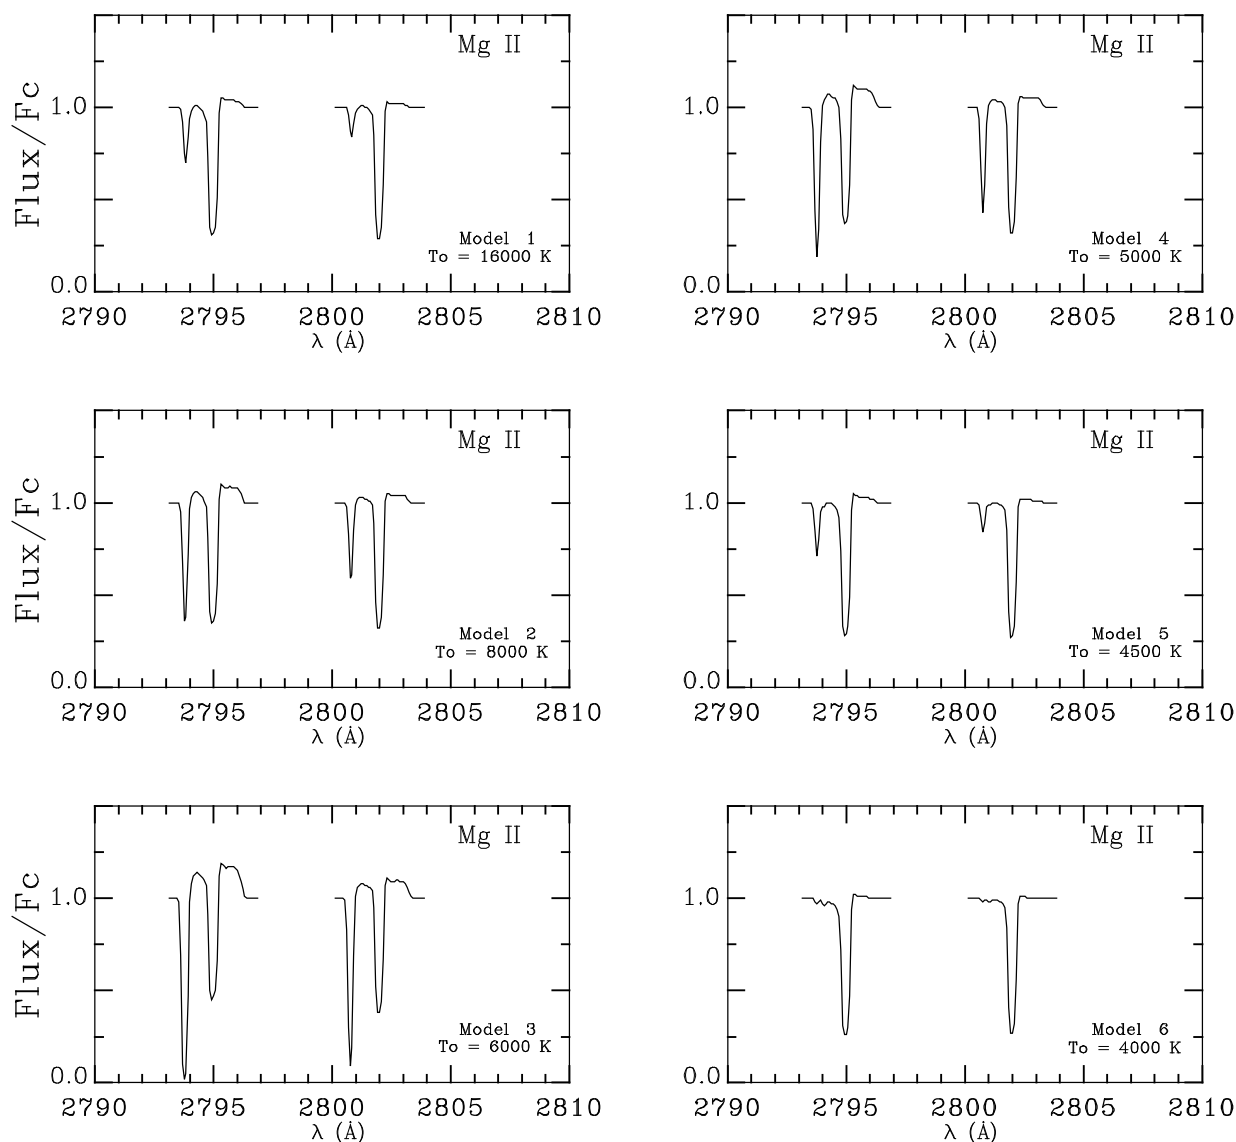 Mg II
Flux/Fc
1.0
0.0
Model 1
To = 16000 K
2790 2795 2800 2805 2810
λ (Å)
Mg II
1.0
0.0
Model 4
To = 5000 K
2790 2795 2800 2805 2810
λ (Å)
Mg II
Flux/Fc
1.0
0.0
Model 2
To = 8000 K
2790 2795 2800 2805 2810
λ (Å)
Mg II
1.0
0.0
Model 5
To = 4500 K
2790 2795 2800 2805 2810
λ (Å)
Mg II
Flux/Fc
1.0
0.0
Model 3
To = 6000 K
2790 2795 2800 2805 2810
λ (Å)
Mg II
1.0
0.0
Model 6
To = 4000 K
2790 2795 2800 2805 2810
λ (Å)